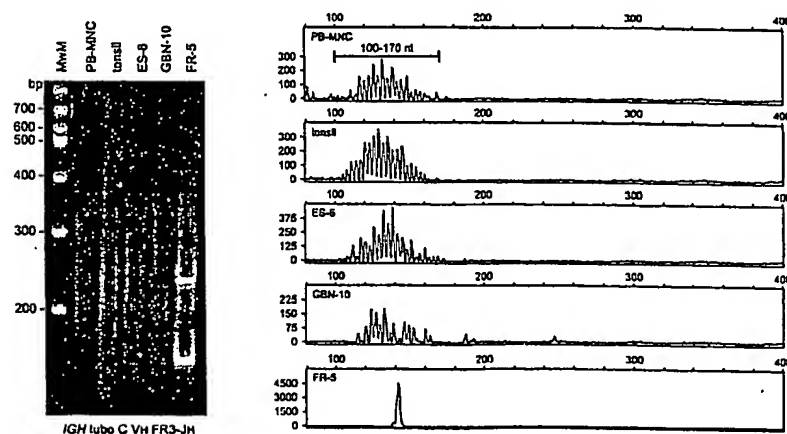 MwM PB-MNC tonsil ES-6 GBN-10 FR-5
bp
700
600
500
400
300
200
IGH tubo C VH FR3-JH
100 200 300 400
PB-MNC
100-170 nt
300
200
100
0
100 200 300 400
tonsil
300
200
100
0
100 200 300 400
ES-6
375
250
125
0
100 200 300 400
GBN-10
225
150
75
0
100 200 300 400
FR-5
4500
3000
1500
0